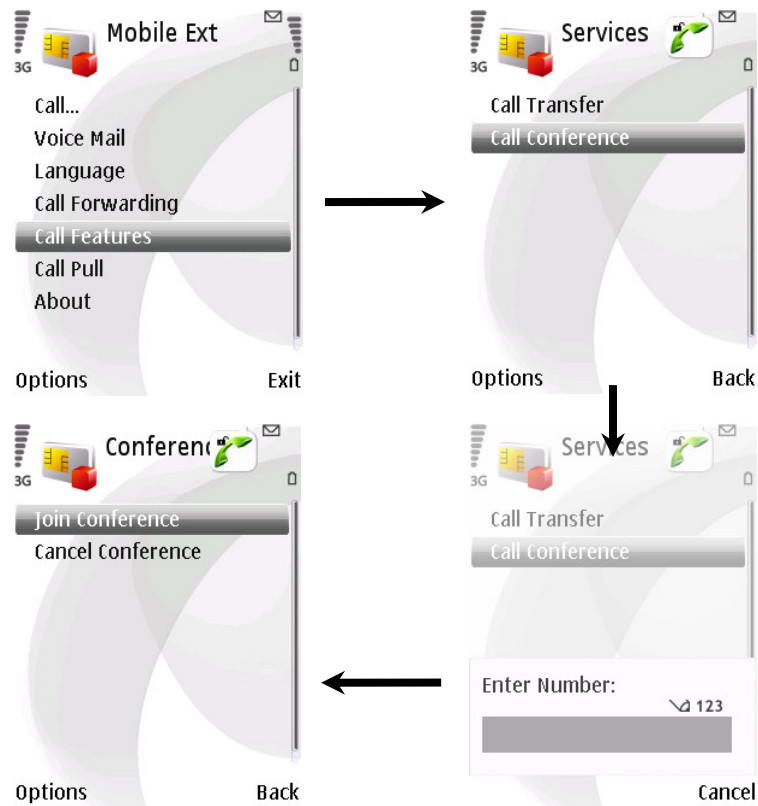 Mobile Ext
3G
Call...
Voice Mail
Language
Call Forwarding
Call Features
Call Pull
About
Options Exit
Services
3G
Call Transfer
Call Conference
Options Back
Services
3G
Call Transfer
Call Conference
Enter Number:
123
Cancel
Conferenc
3G
Join Conference
Cancel Conference
Options Back